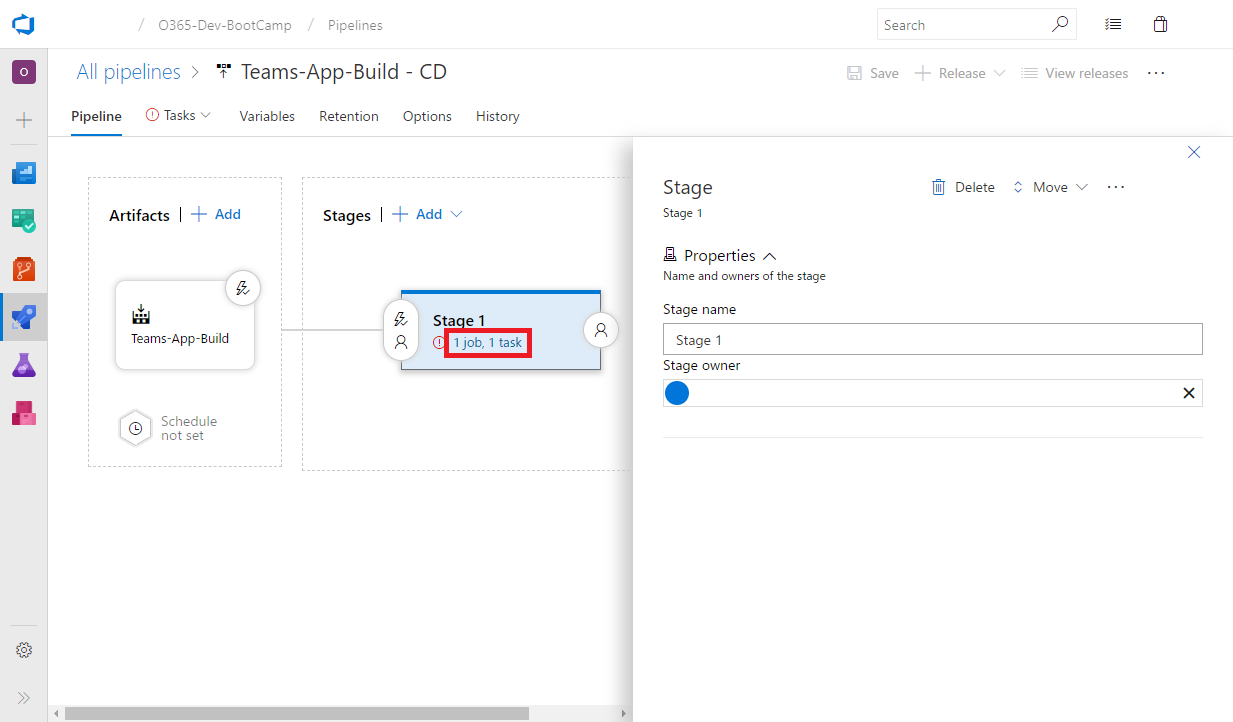 / O365-Dev-BootCamp / Pipelines
Search
O
All pipelines > Teams-App-Build - CD
Save
Release
View releases
Pipeline
Tasks
Variables
Retention
Options
History
Artifacts | + Add
Stages | + Add
Teams-App-Build
Schedule
not set
Stage 1
1 job, 1 task
Stage
Delete
Move
Stage 1
Properties
Name and owners of the stage
Stage name
Stage 1
Stage owner